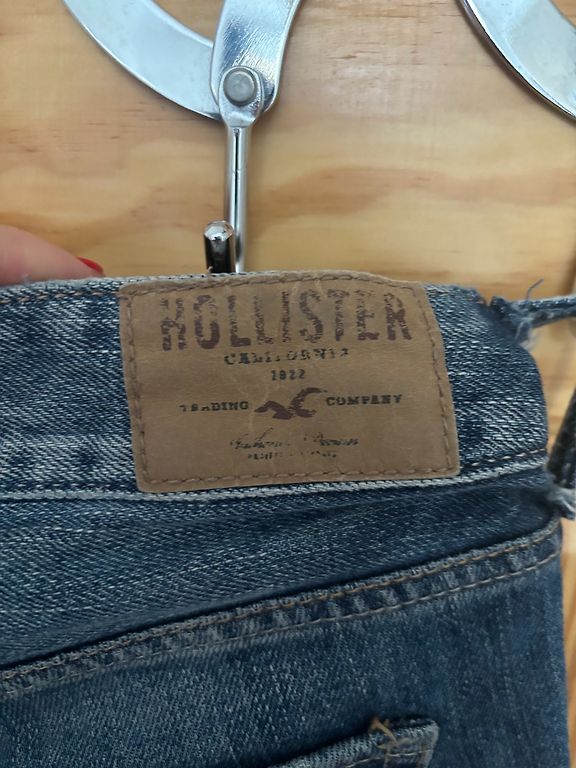 HOLLISTER
CALIFORNIA
1922
TRADING COMPANY